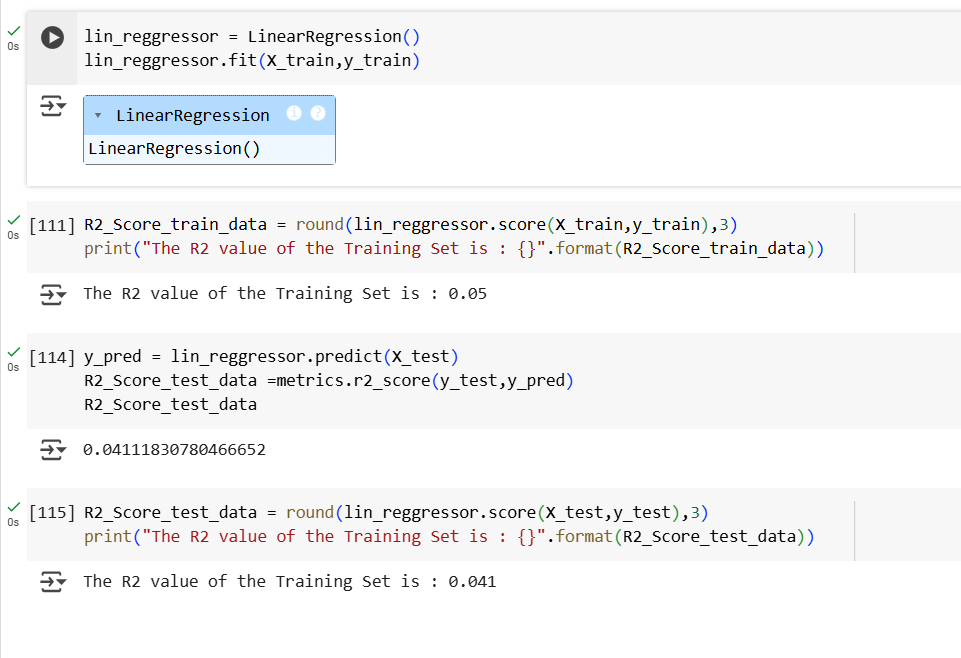 0s
lin_reggressor = LinearRegression()
lin_reggressor.fit(X_train,y_train)
LinearRegression i ?
LinearRegression()
0s
[111] R2_Score_train_data = round(lin_reggressor.score(X_train,y_train),3)
print("The R2 value of the Training Set is : {}".format(R2_Score_train_data))
The R2 value of the Training Set is : 0.05
0s
[114] y_pred = lin_reggressor.predict(X_test)
R2_Score_test_data =metrics.r2_score(y_test,y_pred)
R2_Score_test_data
0.04111830780466652
0s
[115] R2_Score_test_data = round(lin_reggressor.score(X_test,y_test),3)
print("The R2 value of the Training Set is : {}".format(R2_Score_test_data))
The R2 value of the Training Set is : 0.041